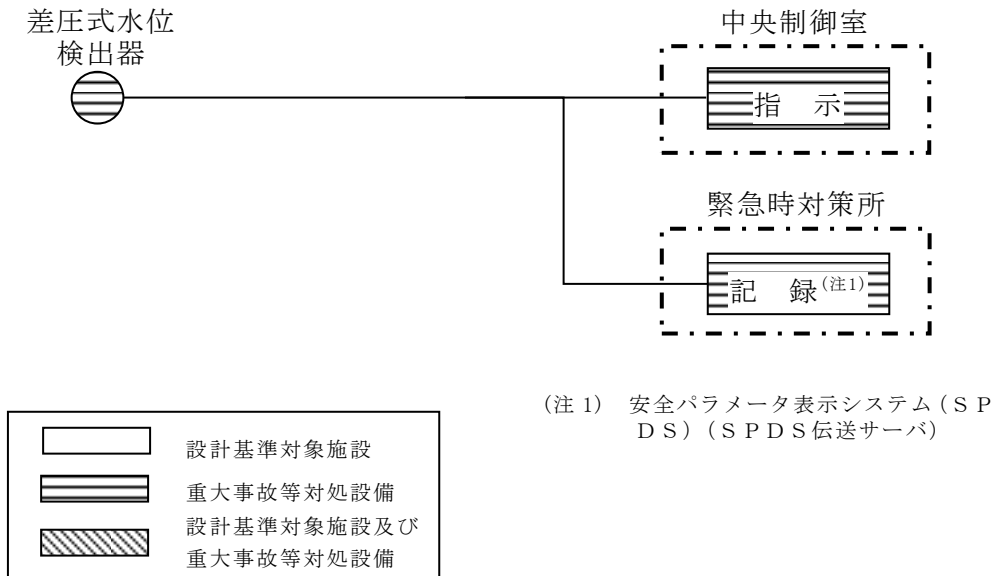 差圧式水位
検出器
中央制御室
指　示
緊急時対策所
記　録(注1)
(注 1)　安全パラメータ表示システム(ＳＰ
ＤＳ)(ＳＰＤＳ伝送サーバ)
設計基準対象施設
重大事故等対処設備
設計基準対象施設及び
重大事故等対処設備